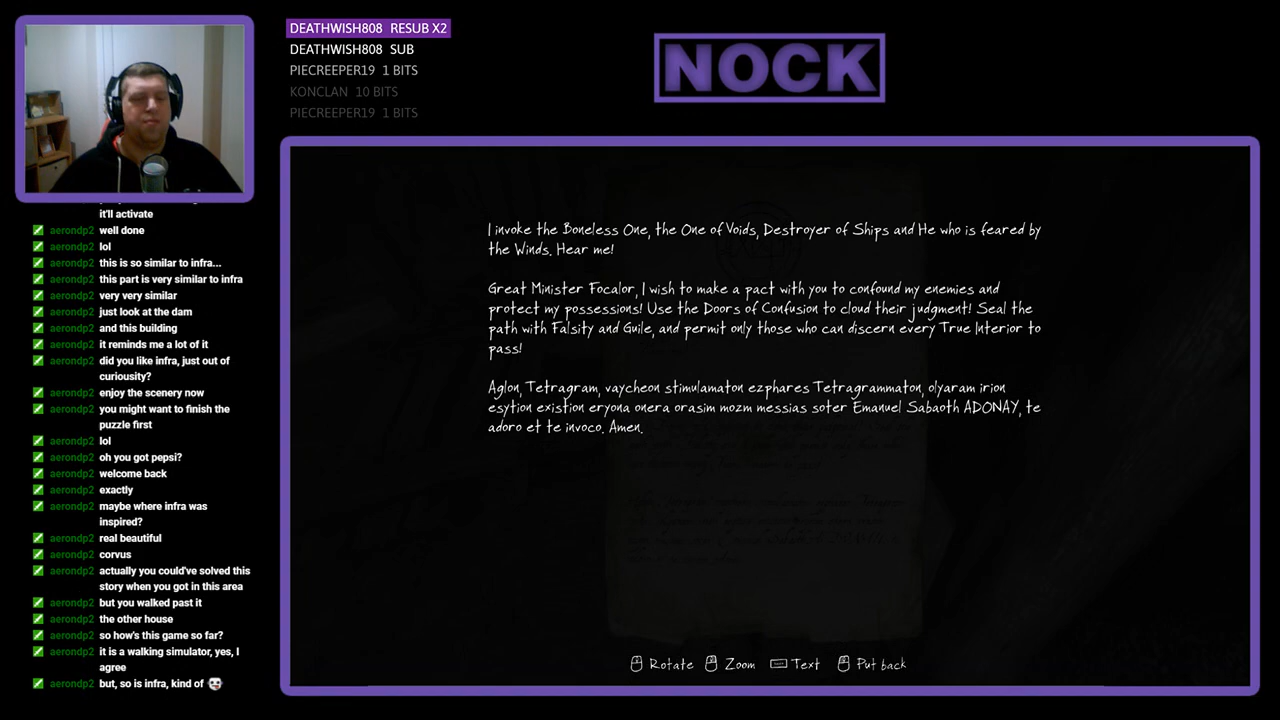 DEATHWISH808 RESUB X2
DEATHWISH808 SUB
PIECREEPER19 1 BITS
KONCLAN 10 BITS
PIECREEPER19 1 BITS
NOCK
it'll activate
aerondp2 well done
aerondp2 lol
aerondp2 this is so similar to infra...
aerondp2 this part is very similar to infra
aerondp2 very very similar
aerondp2 just look at the dam
aerondp2 and this building
aerondp2 it reminds me a lot of it
aerondp2 did you like infra, just out of
curiousity?
aerondp2 enjoy the scenery now
aerondp2 you might want to finish the
puzzle first
aerondp2 lol
aerondp2 oh you got pepsi?
aerondp2 welcome back
aerondp2 exactly
aerondp2 maybe where infra was
inspired?
aerondp2 real beautiful
aerondp2 corvus
aerondp2 actually you could've solved this
story when you got in this area
aerondp2 but you walked past it
aerondp2 the other house
aerondp2 so how's this game so far?
aerondp2 it is a walking simulator, yes, I
agree
aerondp2 but, so is infra, kind of
I invoke the Boneless One, the One of Voids, Destroyer of Ships and He who is feared by
the Winds. Hear me!
Great Minister Focalor, I wish to make a pact with you to confound my enemies and
protect my possessions! Use the Doors of Confusion to cloud their judgment! Seal the
path with Falsity and Guile, and permit only those who can discern every True Interior to
pass!
Aglon, Tetragram, vaycheon stimulamaton ezphares Tetragrammaton, olyaram irion
esytion existion eryona onera orasim mozm messias soter Emanuel Sabaoth ADONAY, te
adoro et te invoco. Amen.
Rotate Zoom Text Put back